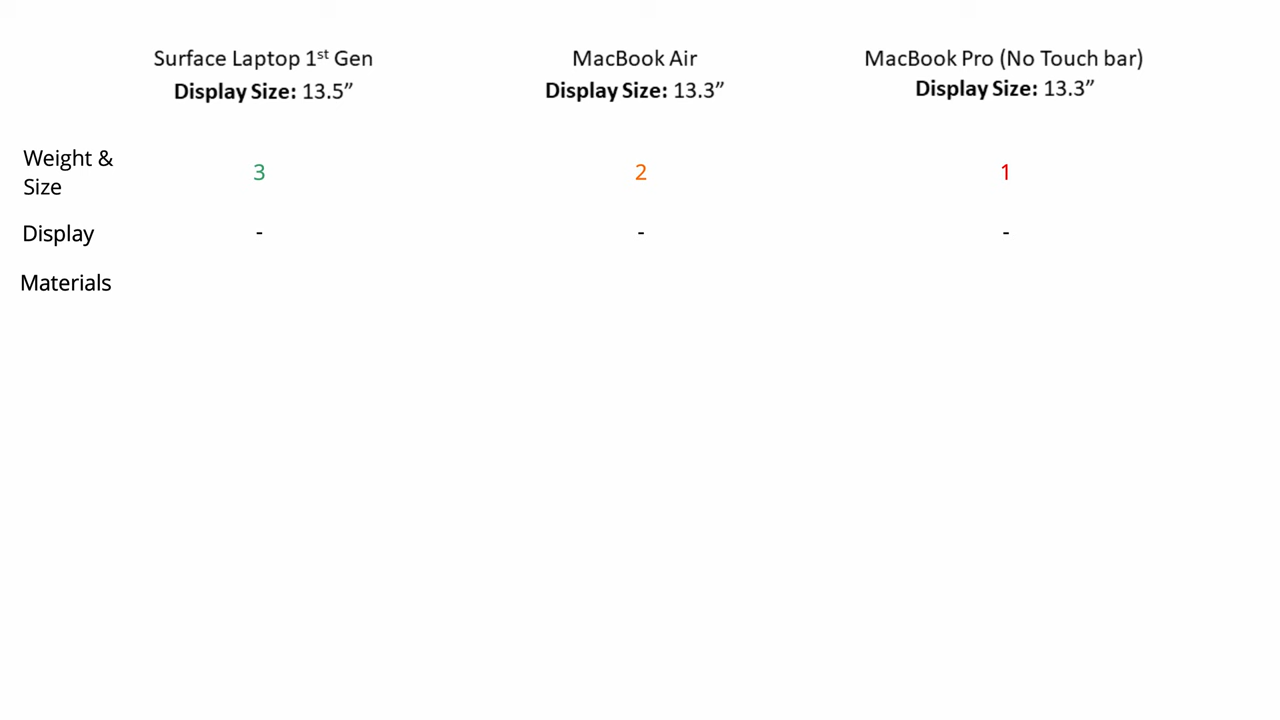 Surface Laptop 1st Gen
Display Size: 13.5”
MacBook Air
Display Size: 13.3”
MacBook Pro (No Touch bar)
Display Size: 13.3”
Weight &
Size
3
2
1
Display
-
-
-
Materials